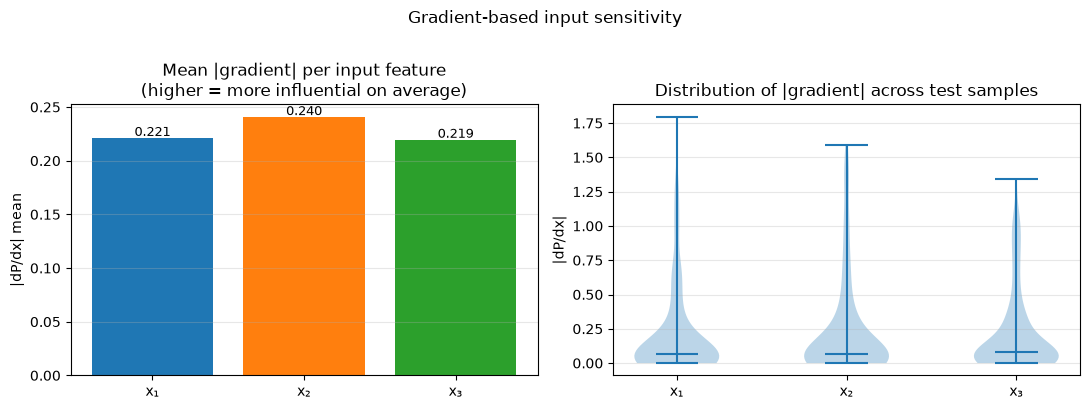 Gradient-based input sensitivity
Mean |gradient| per input feature
(higher = more influential on average)
|dP/dx| mean
0.25
0.20
0.15
0.10
0.05
0.00
0.221
0.240
0.219
x₁
x₂
x₃
Distribution of |gradient| across test samples
|dP/dx|
1.75
1.50
1.25
1.00
0.75
0.50
0.25
0.00
x₁
x₂
x₃